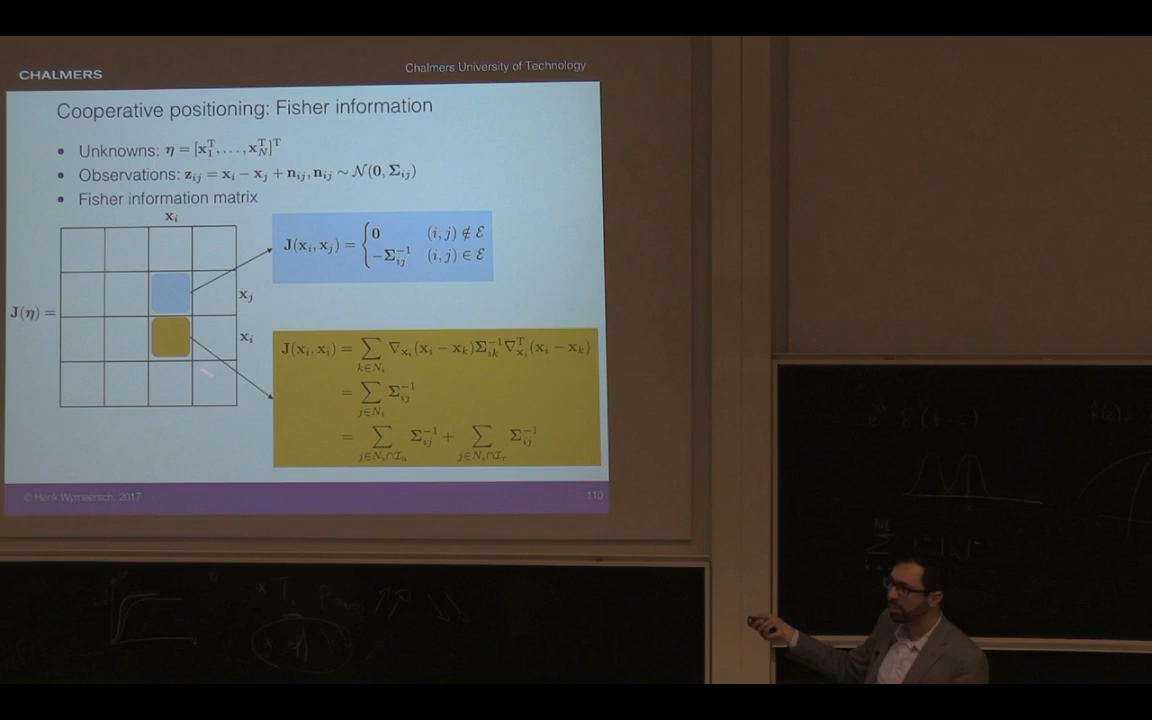 CHALMERS
Chalmers University of Technology
Cooperative positioning: Fisher information
• Unknowns: η = [x₁ᵀ, . . . , x_Nᵀ]ᵀ
• Observations: z_ij = x_i − x_j + n_ij, n_ij ∼ N(0, Σ_ij)
• Fisher information matrix
x_i
J(x_i, x_j) = { 0 (i, j) ∉ ℰ
−Σ_ij⁻¹ (i, j) ∈ ℰ
x_j
J(η) =
x_i
J(x_i, x_i) = ∑_{k∈N_i} ∇_{x_i}(x_i − x_k)Σ_ik⁻¹∇ᵀ_{x_i}(x_i − x_k)
= ∑_{j∈N_i} Σ_ij⁻¹
= ∑_{j∈N_i∩ℐ_a} Σ_ij⁻¹ + ∑_{j∈N_i∩ℐ_r} Σ_ij⁻¹
© Henk Wymeersch, 2017
110